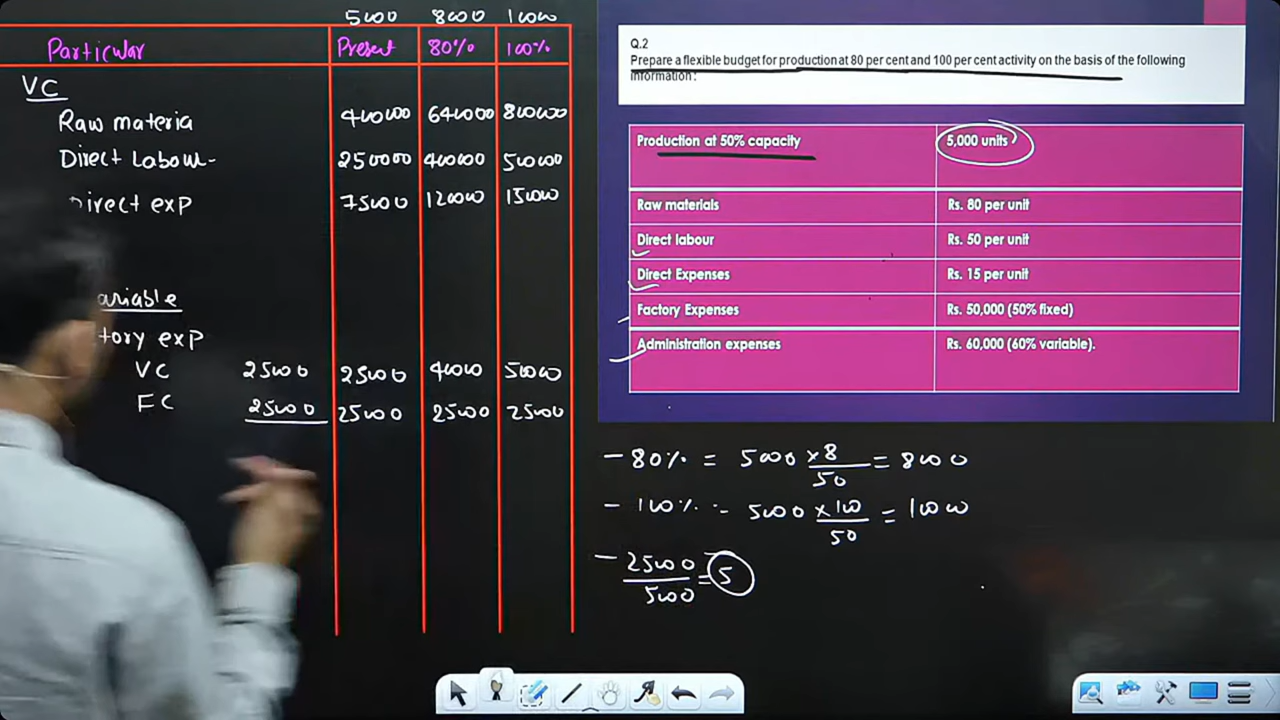 5000 8000 10000
Particular Present 80% 100%
VC
Raw materia 400000 640000 800000
Direct Labour 250000 400000 500000
Direct exp 75000 120000 150000
ariable
tory exp
VC 25000 25000 40000 50000
FC 25000 25000 25000 25000
Q.2
Prepare a flexible budget for production at 80 per cent and 100 per cent activity on the basis of the following
information :
Production at 50% capacity 5,000 units
Raw materials Rs. 80 per unit
Direct labour Rs. 50 per unit
Direct Expenses Rs. 15 per unit
Factory Expenses Rs. 50,000 (50% fixed)
Administration expenses Rs. 60,000 (60% variable).
- 80% = 5000 × 8 / 50 = 8000
- 100% - 5000 × 100 / 50 = 10000
- 25000 / 5000 = 5